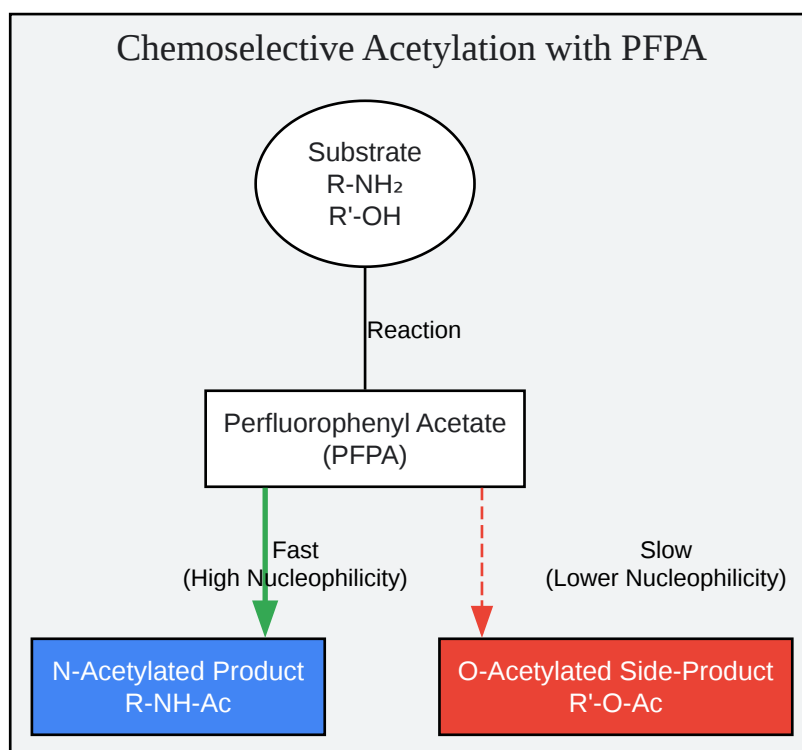 Chemoselective Acetylation with PFPA
Substrate
R-NH₂
R'-OH
Reaction
Perfluorophenyl Acetate
(PFPA)
Fast
(High Nucleophilicity)
Slow
(Lower Nucleophilicity)
N-Acetylated Product
R-NH-Ac
O-Acetylated Side-Product
R'-O-Ac